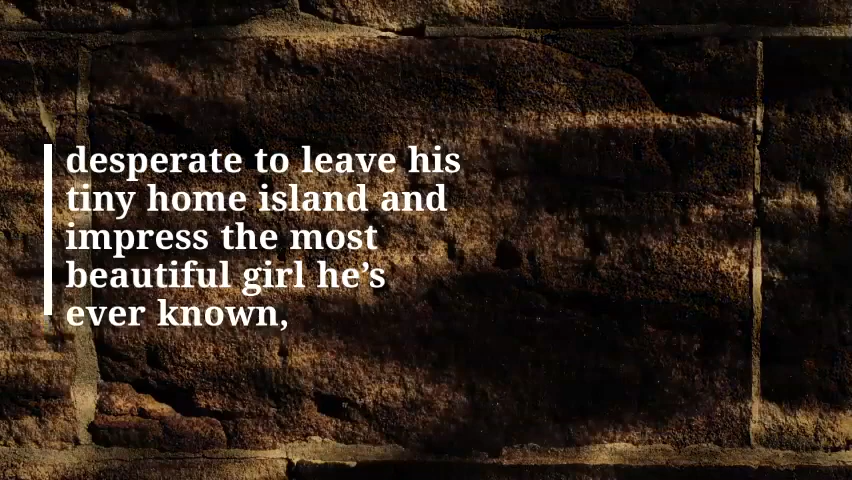 desperate to leave his
tiny home island and
impress the most
beautiful girl he’s
ever known,